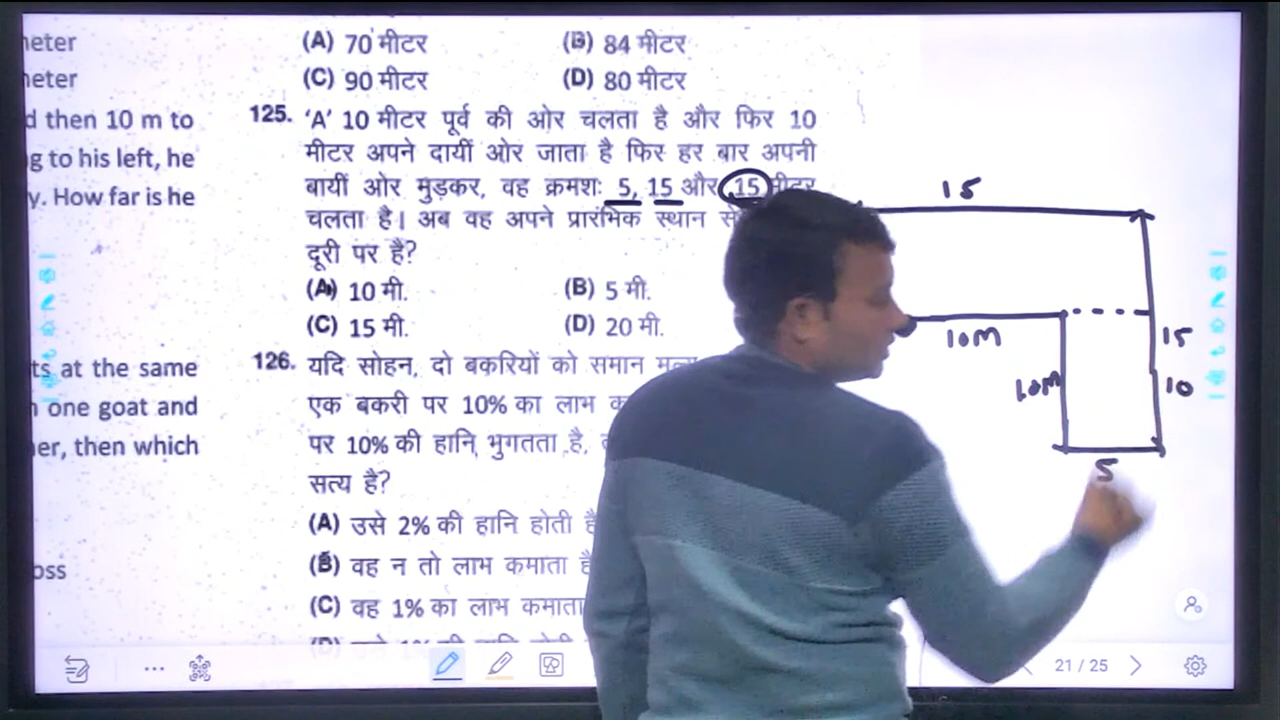 neter
neter
d then 10 m to
g to his left, he
y. How far is he
ts at the same
one goat and
er, then which
oss
(A) 70 मीटर (B) 84 मीटर
(C) 90 मीटर (D) 80 मीटर
125. 'A' 10 मीटर पूर्व की ओर चलता है और फिर 10
मीटर अपने दायीं ओर जाता है फिर हर बार अपनी
बायीं ओर मुड़कर, वह क्रमशः 5, 15 और 15 मीटर
चलता है। अब वह अपने प्रारंभिक स्थान से
दूरी पर है?
(A) 10 मी. (B) 5 मी.
(C) 15 मी. (D) 20 मी.
126. यदि सोहन, दो बकरियों को समान
एक बकरी पर 10% का लाभ
पर 10% की हानि भुगतता है,
सत्य है?
(A) उसे 2% की हानि होती
(B) वह न तो लाभ कमाता
(C) वह 1% का लाभ कमाता
15
10M
15
10M
10
5
21 / 25